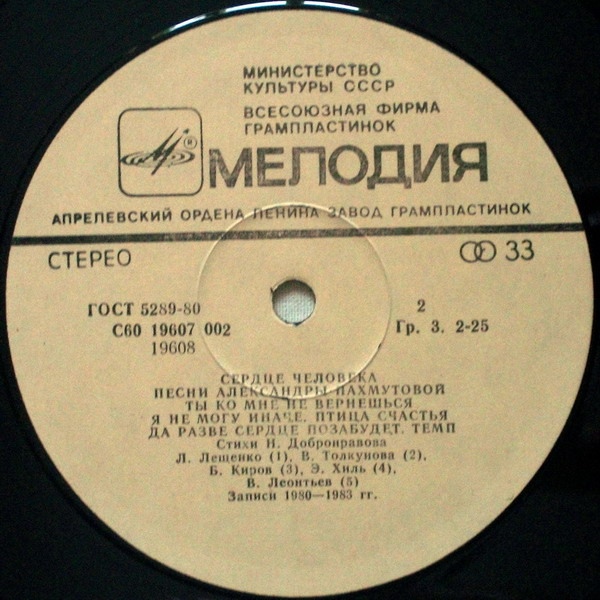 МИНИСТЕРСТВО
КУЛЬТУРЫ СССР
ВСЕСОЮЗНАЯ ФИРМА
ГРАМПЛАСТИНОК
®
МЕЛОДИЯ
АПРЕЛЕВСКИЙ ОРДЕНА ЛЕНИНА ЗАВОД ГРАМПЛАСТИНОК
СТЕРЕО
33
ГОСТ 5289-80
2
С60 19607 002
Гр. 3. 2-25
19608
СЕРДЦЕ ЧЕЛОВЕКА
ПЕСНИ АЛЕКСАНДРЫ ПАХМУТОВОЙ
ТЫ КО МНЕ НЕ ВЕРНЕШЬСЯ
Я НЕ МОГУ ИНАЧЕ. ПТИЦА СЧАСТЬЯ
ДА РАЗВЕ СЕРДЦЕ ПОЗАБУДЕТ. ТЕМП
Стихи Н. Добронравова
Л. Лещенко (1), В. Толкунова (2),
Б. Киров (3), Э. Хиль (4),
В. Леонтьев (5)
Записи 1980—1983 гг.